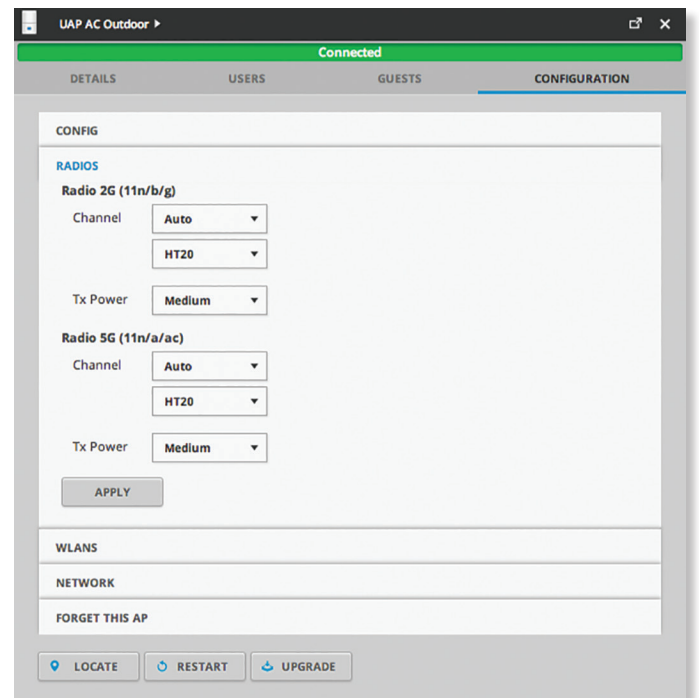 UAP AC Outdoor
Connected
DETAILS USERS GUESTS CONFIGURATION
CONFIG
RADIOS
Radio 2G (11n/b/g)
Channel Auto
HT20
Tx Power Medium
Radio 5G (11n/a/ac)
Channel Auto
HT20
Tx Power Medium
APPLY
WLANS
NETWORK
FORGET THIS AP
LOCATE RESTART UPGRADE